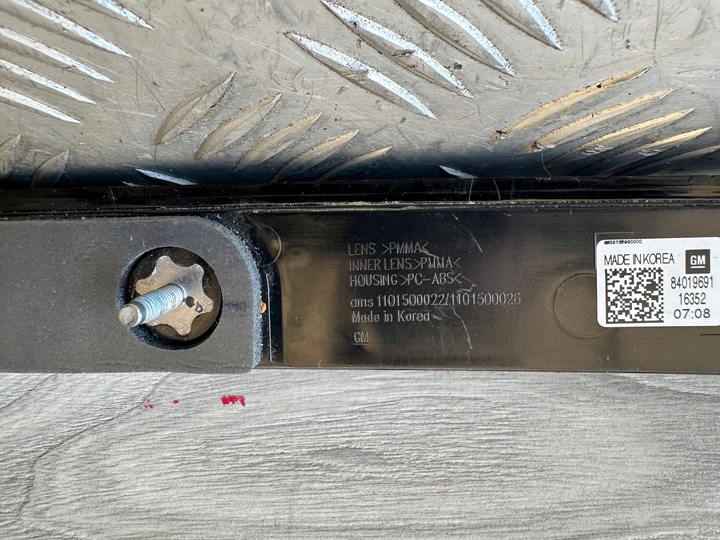 LENS >PMMA<
INNER LENS>PMMA<
HOUSING >PC-ABS<
ams 1101500022/1101500026
Made in Korea
GM
MADE IN KOREA
GM
84019691
16352
07:08